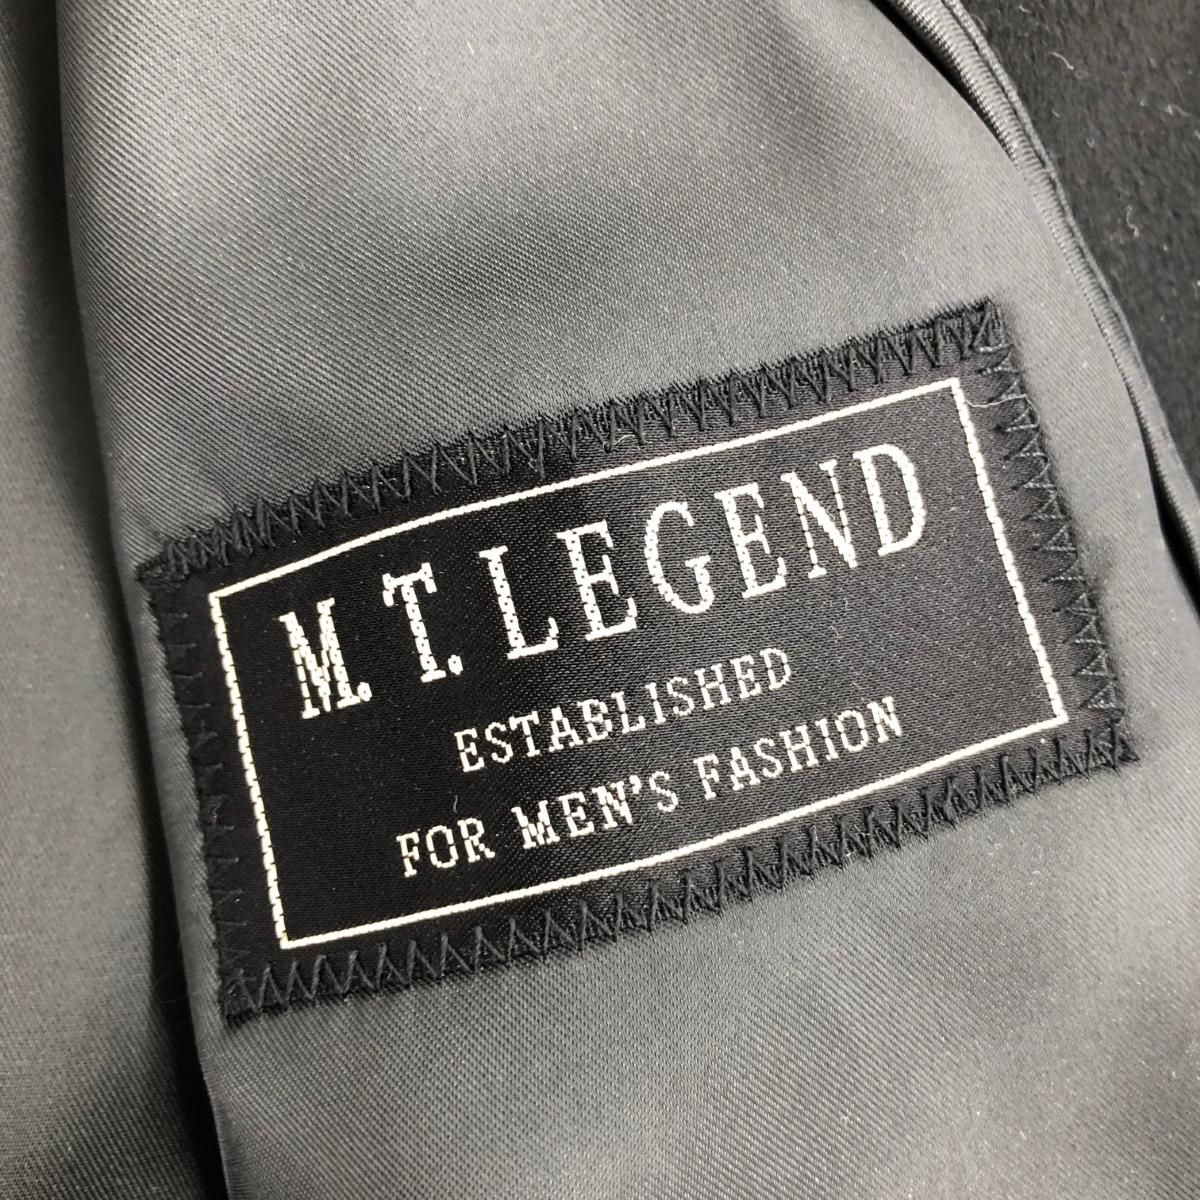 M.T.LEGEND
ESTABLISHED
FOR MEN'S FASHION